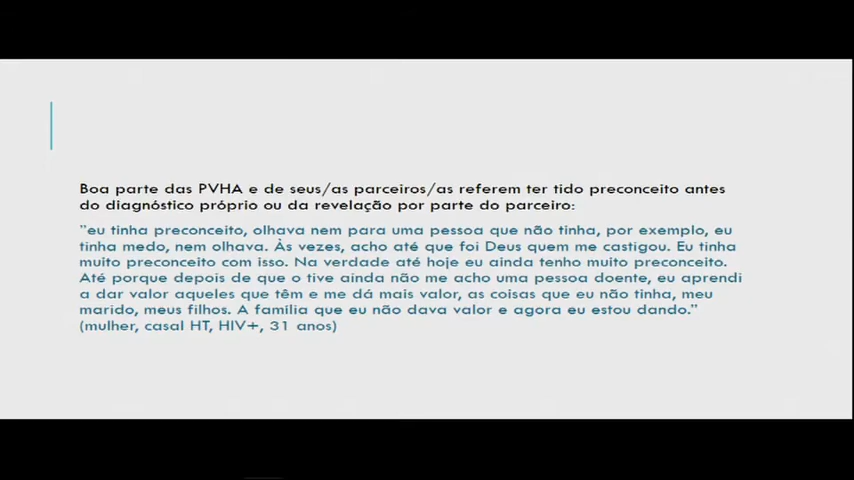 Boa parte das PVHA e de seus/as parceiros/as referem ter tido preconceito antes
do diagnóstico próprio ou da revelação por parte do parceiro:
"eu tinha preconceito, olhava nem para uma pessoa que não tinha, por exemplo, eu
tinha medo, nem olhava. Às vezes, acho até que foi Deus quem me castigou. Eu tinha
muito preconceito com isso. Na verdade até hoje eu ainda tenho muito preconceito.
Até porque depois de que o tive ainda não me acho uma pessoa doente, eu aprendi
a dar valor aqueles que têm e me dá mais valor, as coisas que eu não tinha, meu
marido, meus filhos. A família que eu não dava valor e agora eu estou dando."
(mulher, casal HT, HIV+, 31 anos)